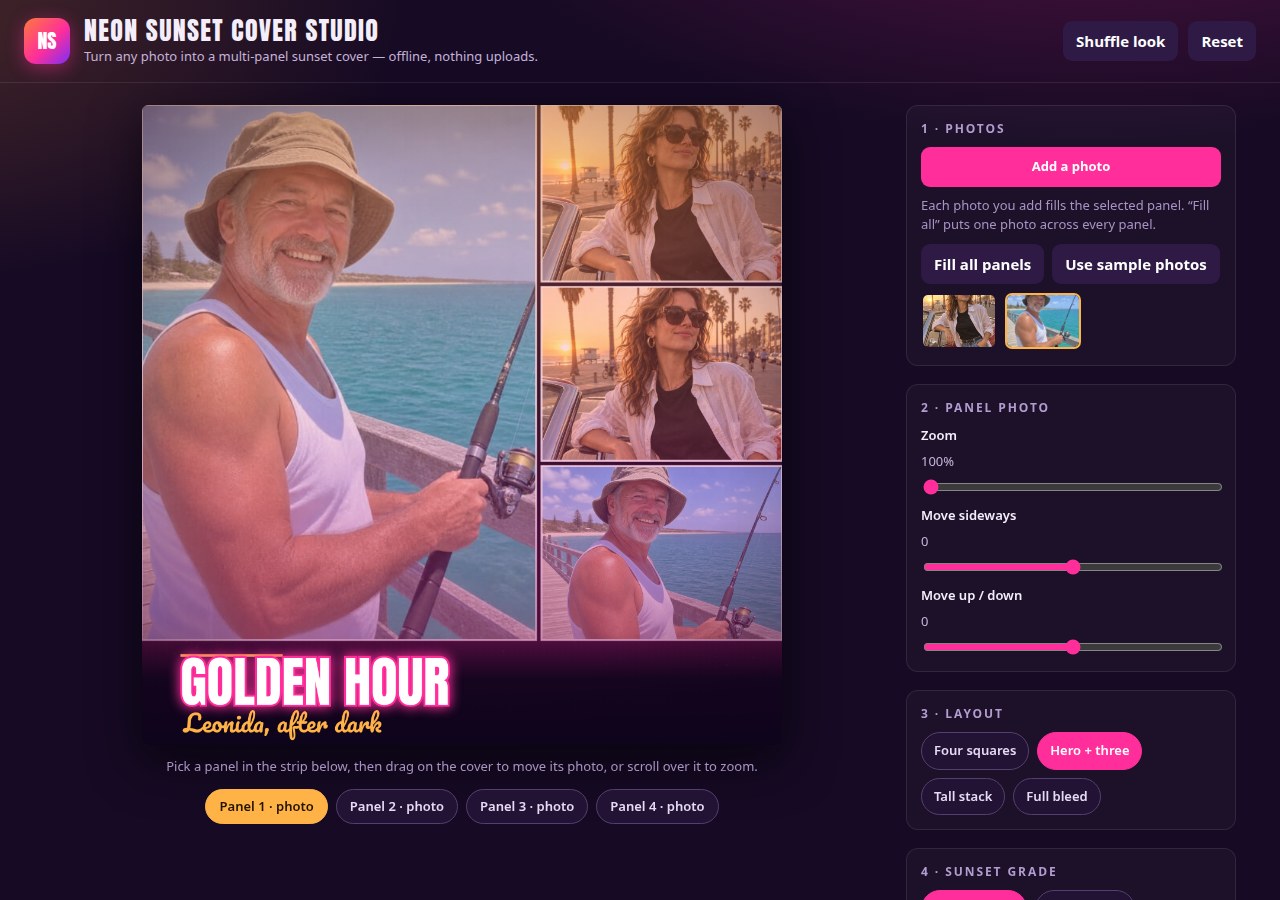 NS
NEON SUNSET COVER STUDIO
Turn any photo into a multi-panel sunset cover — offline, nothing uploads.
Shuffle look
Reset
GOLDEN HOUR
Leonida, after dark
Pick a panel in the strip below, then drag on the cover to move its photo, or scroll over it to zoom.
Panel 1 · photo
Panel 2 · photo
Panel 3 · photo
Panel 4 · photo
1 · PHOTOS
Add a photo
Each photo you add fills the selected panel. “Fill
all” puts one photo across every panel.
Fill all panels
Use sample photos
2 · PANEL PHOTO
Zoom
100%
Move sideways
0
Move up / down
0
3 · LAYOUT
Four squares
Hero + three
Tall stack
Full bleed
4 · SUNSET GRADE